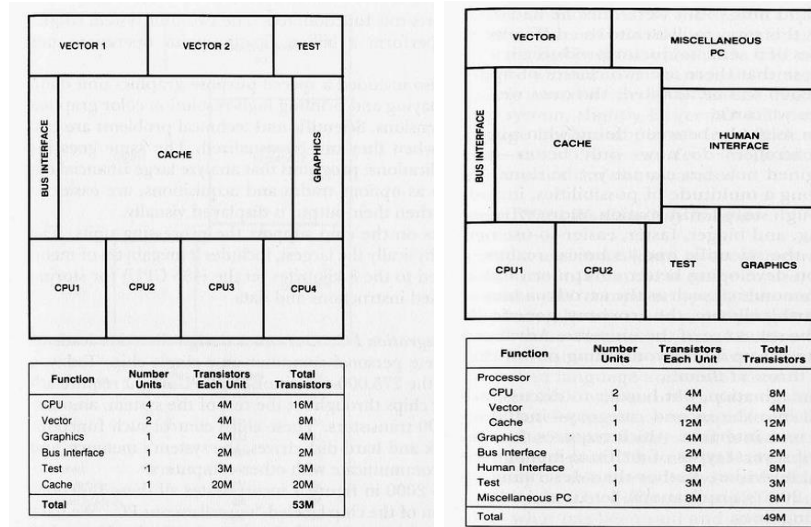 VECTOR 1 VECTOR 2 TEST
BUS INTERFACE
CACHE
GRAPHICS
CPU1 CPU2 CPU3 CPU4
Function Number Units Transistors Each Unit Total Transistors
CPU 4 4M 16M
Vector 2 4M 8M
Graphics 1 4M 4M
Bus Interface 1 2M 2M
Test 1 3M 3M
Cache 1 20M 20M
Total 53M
VECTOR MISCELLANEOUS
PC
BUS INTERFACE
CACHE
HUMAN
INTERFACE
CPU1 CPU2 TEST GRAPHICS
Function Number Units Transistors Each Unit Total Transistors
Processor
CPU 2 4M 8M
Vector 1 4M 4M
Cache 1 12M 12M
Graphics 1 4M 4M
Bus Interface 1 2M 2M
Human Interface 8M 8M
Test 3M 3M
Miscellaneous PC 8M 8M
Total 49M